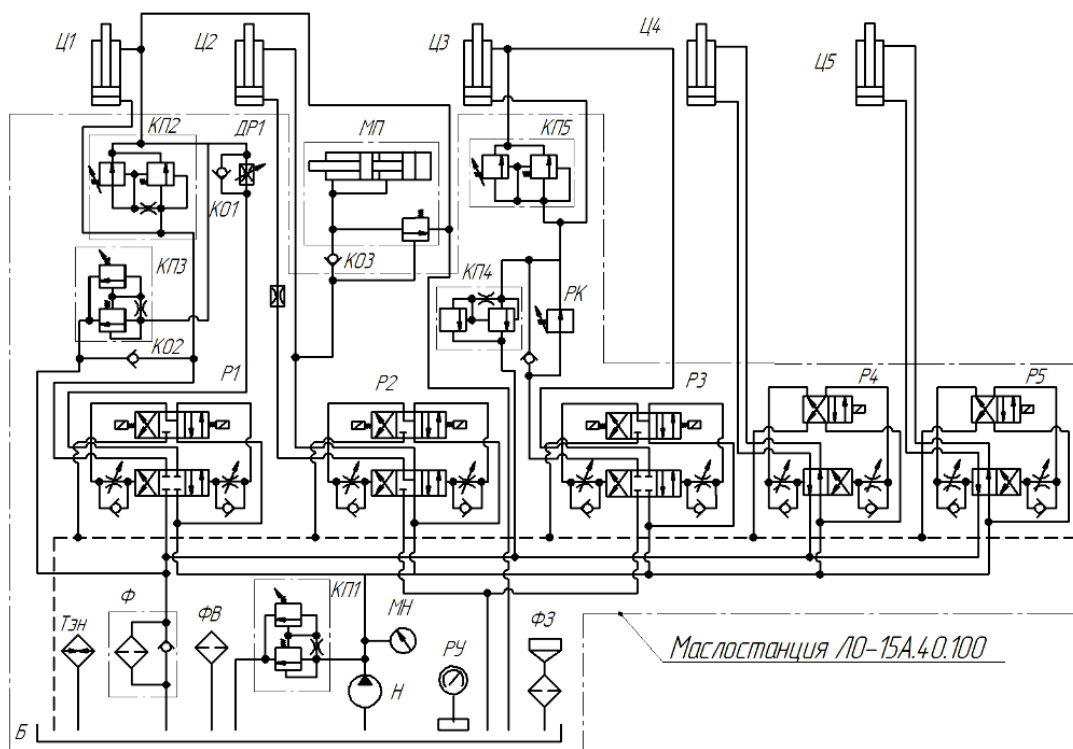 Ц1
Ц2
Ц3
Ц4
Ц5
КП2
ДР1
МП
КП5
КО1
КП3
КО3
КП4
РК
КО2
Р1
Р2
Р3
Р4
Р5
КП1
Ф
МН
ФЗ
Тэн
ФВ
РУ
Маслостанция ЛО-15А.40.100
Н
Б